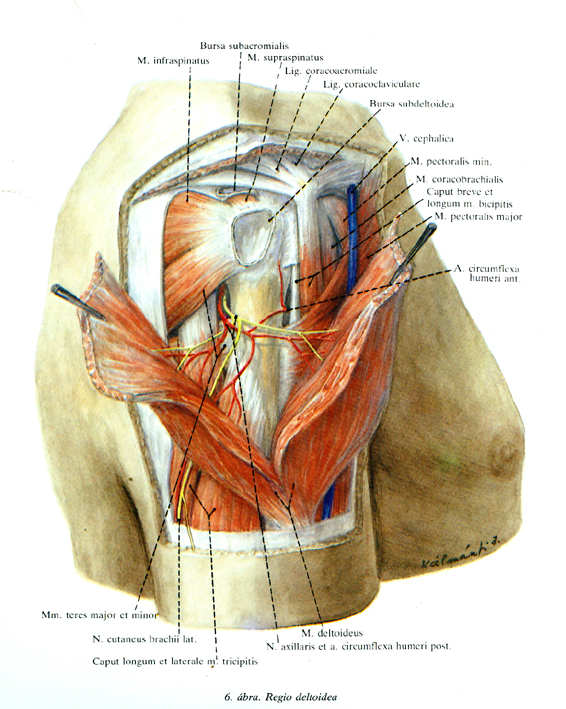 Bursa subacromialis
M. infraspinatus
M. supraspinatus
Lig. coracoacromiale
Lig. coracoclaviculare
Bursa subdeltoidea
V. cephalica
M. pectoralis min.
M. coracobrachialis
Caput breve et
longum m. bicipitis
M. pectoralis major
A. circumflexa
humeri ant.
Mm. teres major et minor
N. cutaneus brachii lat.
Caput longum et laterale m. tricipitis
M. deltoideus
N. axillaris et a. circumflexa humeri post.
6. ábra. Regio deltoidea